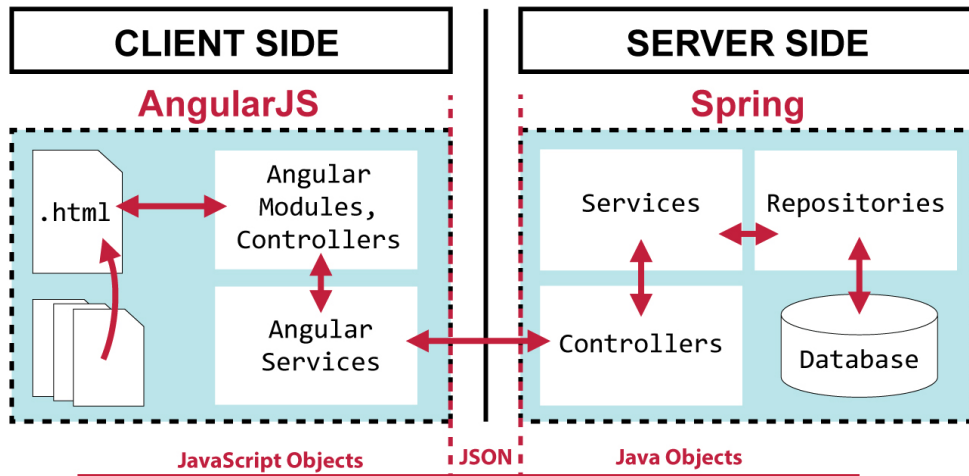 CLIENT SIDE
SERVER SIDE
AngularJS
Spring
.html
Angular
Modules,
Controllers
Angular
Services
Services
Repositories
Controllers
Database
JavaScript Objects
JSON
Java Objects